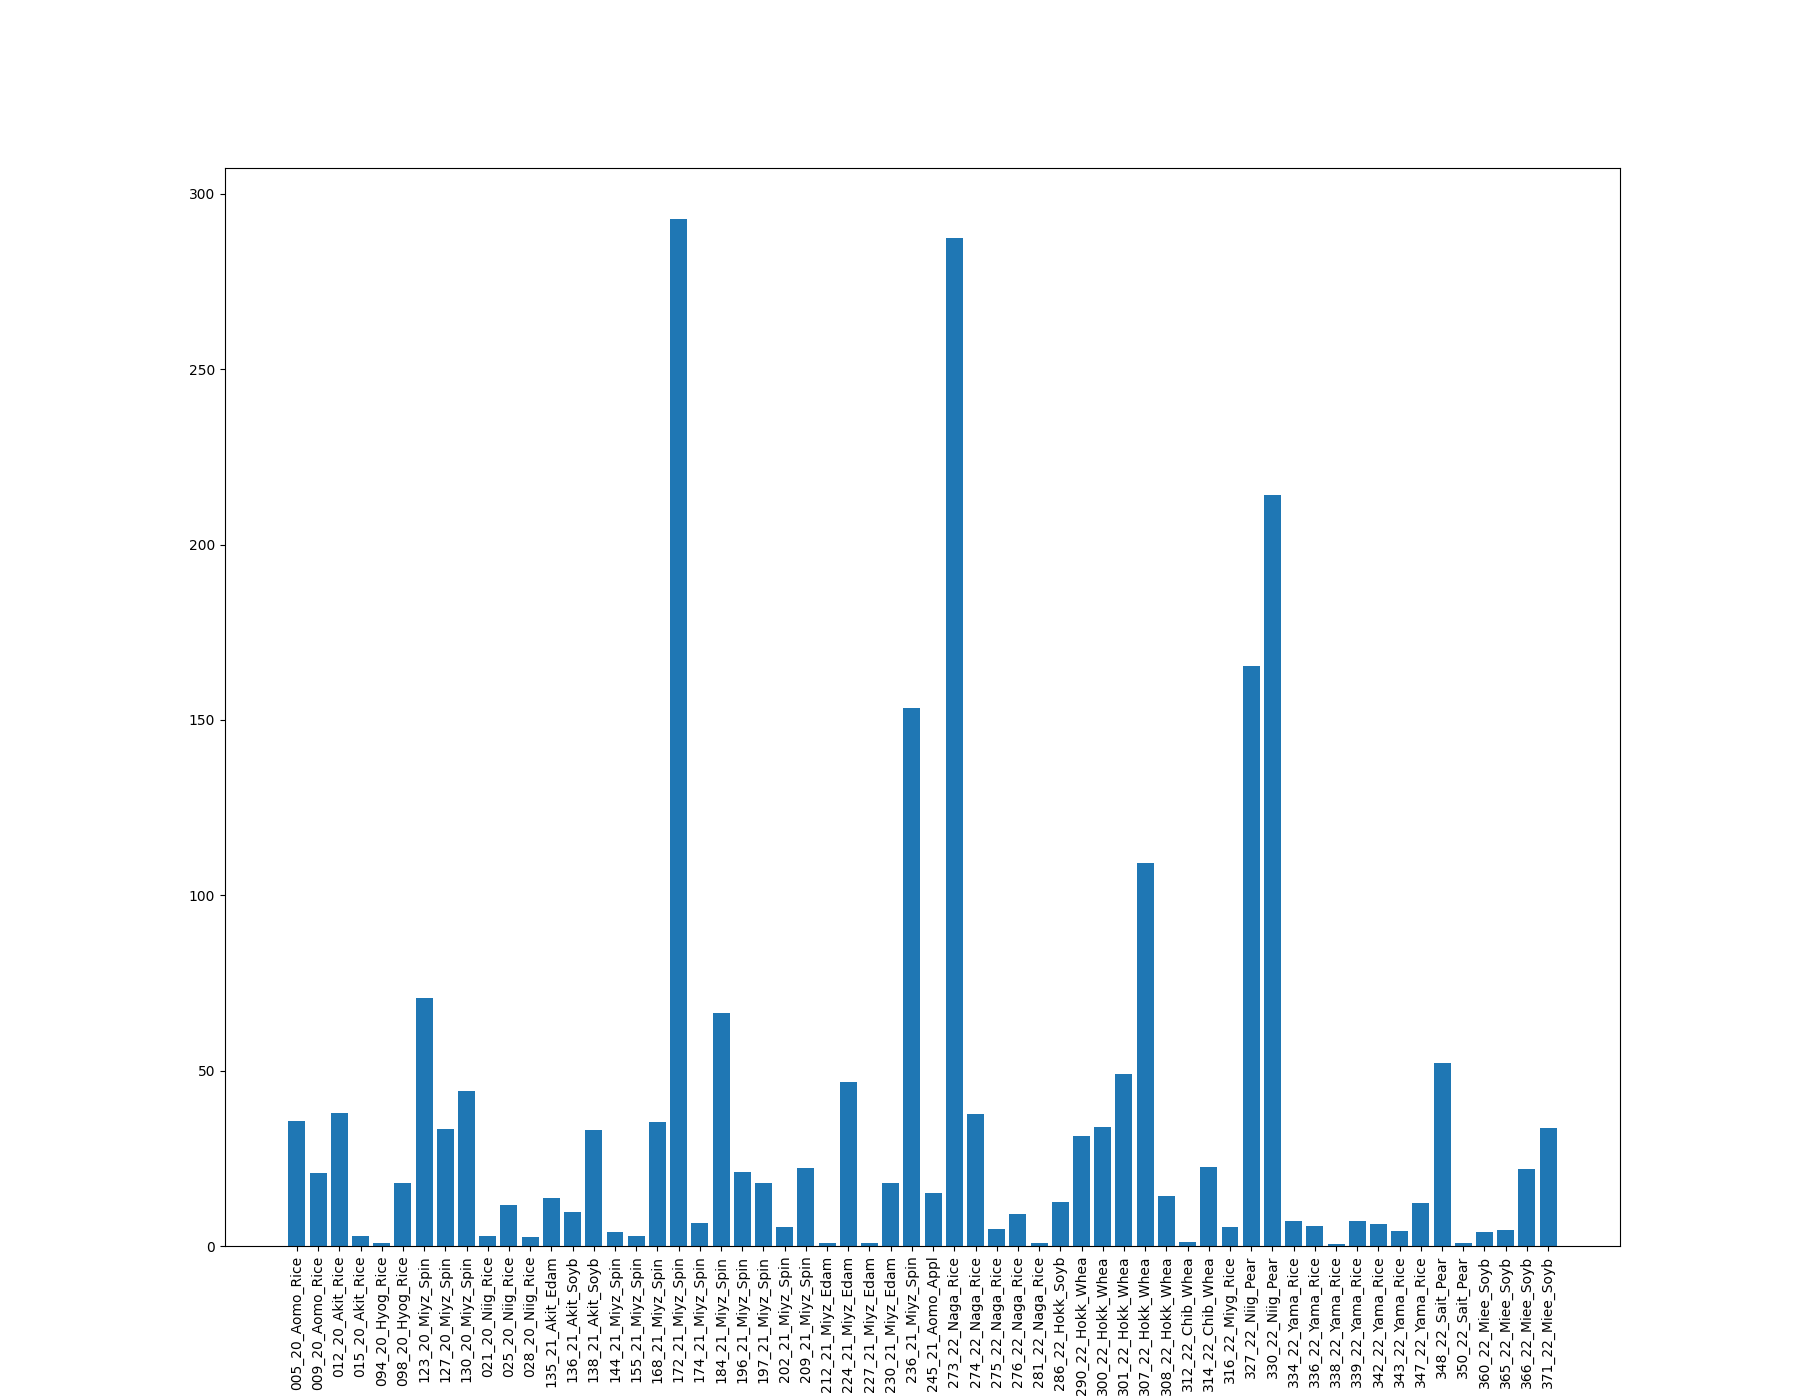 300
250
200
150
100
50
0
005_20_Aomo_Rice
009_20_Aomo_Rice
012_20_Akit_Rice
015_20_Akit_Rice
094_20_Hyog_Rice
098_20_Hyog_Rice
123_20_Miyz_Spin
127_20_Miyz_Spin
130_20_Miyz_Spin
021_20_Niig_Rice
025_20_Niig_Rice
028_20_Niig_Rice
135_21_Akit_Edam
136_21_Akit_Soyb
138_21_Akit_Soyb
144_21_Miyz_Spin
155_21_Miyz_Spin
168_21_Miyz_Spin
172_21_Miyz_Spin
174_21_Miyz_Spin
184_21_Miyz_Spin
196_21_Miyz_Spin
197_21_Miyz_Spin
202_21_Miyz_Spin
209_21_Miyz_Spin
212_21_Miyz_Edam
224_21_Miyz_Edam
227_21_Miyz_Edam
230_21_Miyz_Edam
236_21_Miyz_Spin
245_21_Aomo_Appl
273_22_Naga_Rice
274_22_Naga_Rice
275_22_Naga_Rice
276_22_Naga_Rice
281_22_Naga_Rice
286_22_Hokk_Soyb
290_22_Hokk_Whea
300_22_Hokk_Whea
301_22_Hokk_Whea
307_22_Hokk_Whea
308_22_Hokk_Whea
312_22_Chib_Whea
314_22_Chib_Whea
316_22_Miyg_Rice
327_22_Niig_Pear
330_22_Niig_Pear
334_22_Yama_Rice
336_22_Yama_Rice
338_22_Yama_Rice
339_22_Yama_Rice
342_22_Yama_Rice
343_22_Yama_Rice
347_22_Yama_Rice
348_22_Sait_Pear
350_22_Sait_Pear
360_22_Miee_Soyb
365_22_Miee_Soyb
366_22_Miee_Soyb
371_22_Miee_Soyb